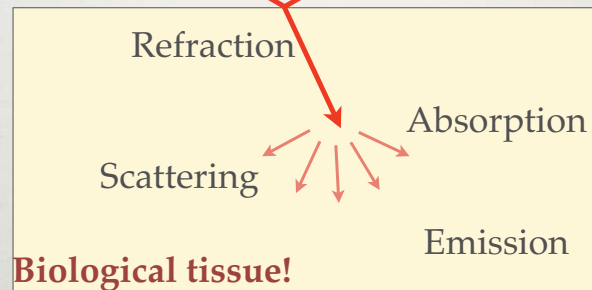 Refraction
Absorption
Scattering
Emission
Biological tissue!